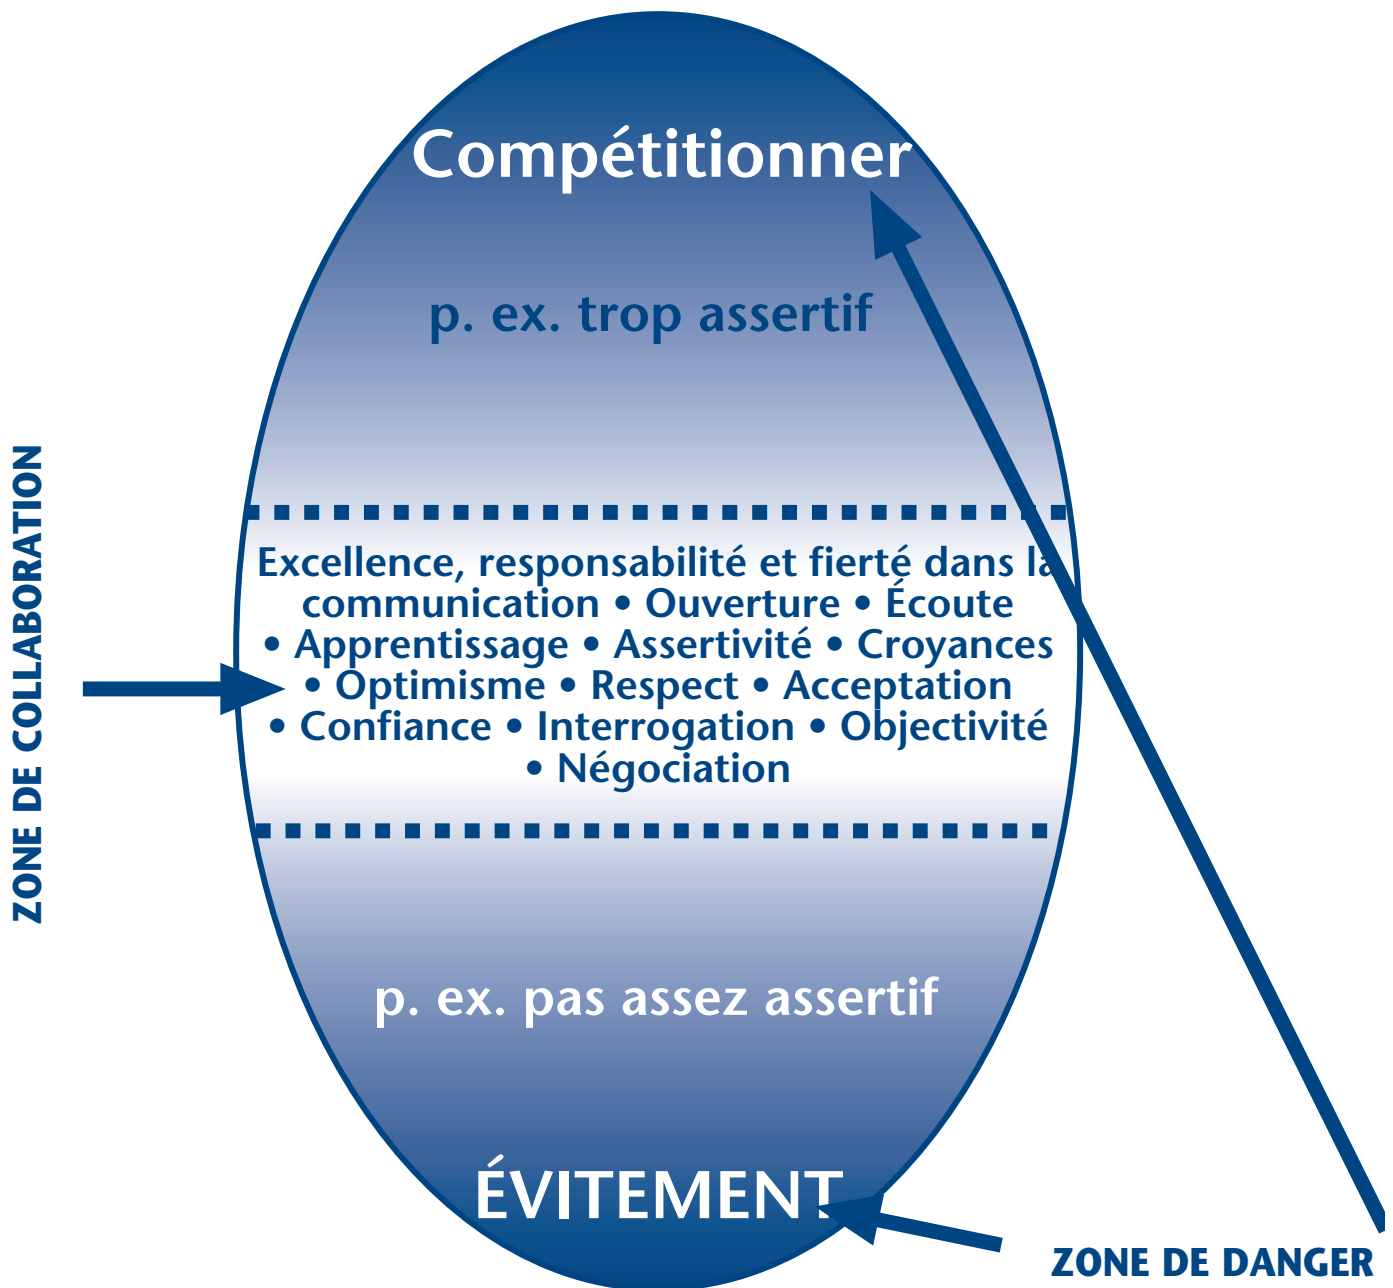 Compétitionner
p. ex. trop assertif
ZONE DE COLLABORATION
Excellence, responsabilité et fierté dans la
communication • Ouverture • Écoute
• Apprentissage • Assertivité • Croyances
• Optimisme • Respect • Acceptation
• Confiance • Interrogation • Objectivité
• Négociation
p. ex. pas assez assertif
ÉVITEMENT
ZONE DE DANGER